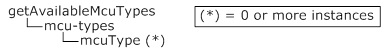 getAvailableMcuTypes
(*) = 0 or more instances
mcu-types
mcuType (*)